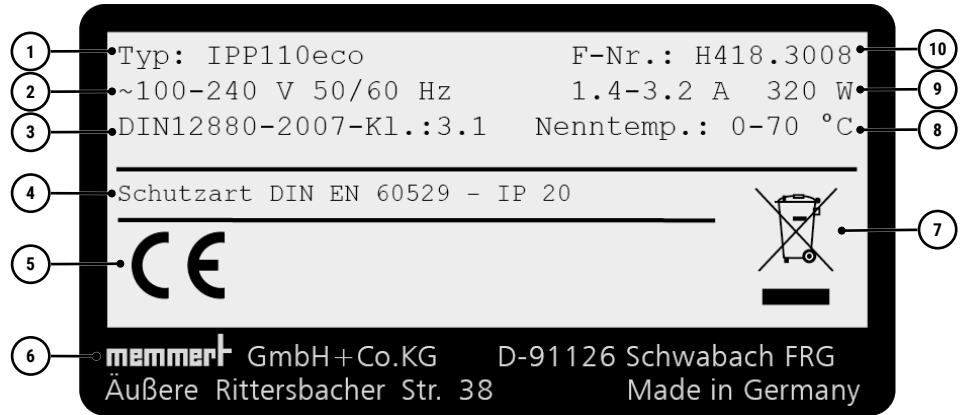 1 Typ: IPP110eco F-Nr.: H418.3008 10
2 ~100-240 V 50/60 Hz 1.4-3.2 A 320 W 9
3 DIN12880-2007-Kl.:3.1 Nenntemp.: 0-70 °C 8
4 Schutzart DIN EN 60529 - IP 20
7
5 CE
6 memmert GmbH+Co.KG D-91126 Schwabach FRG
Äußere Rittersbacher Str. 38 Made in Germany